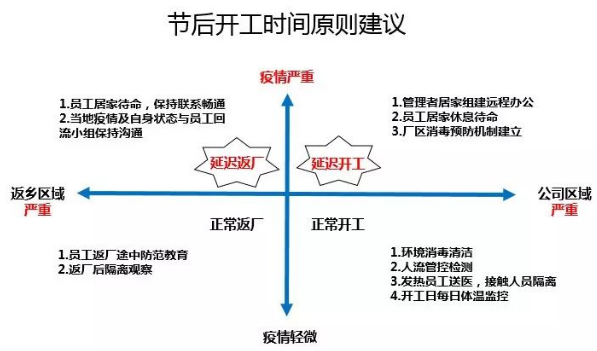 节后开工时间原则建议
疫情严重
1.员工居家待命，保持联系畅通
2.当地疫情及自身状态与员工回
流小组保持沟通
1.管理者居家组建远程办公
2.员工居家休息待命
3.厂区消毒预防机制建立
延迟返厂
延迟开工
返乡区域
严重
公司区域
严重
正常返厂
正常开工
1.员工返厂途中防范教育
2.返厂后隔离观察
1.环境消毒清洁
2.人流管控检测
3.发热员工送医，接触人员隔离
4.开工日每日体温监控
疫情轻微